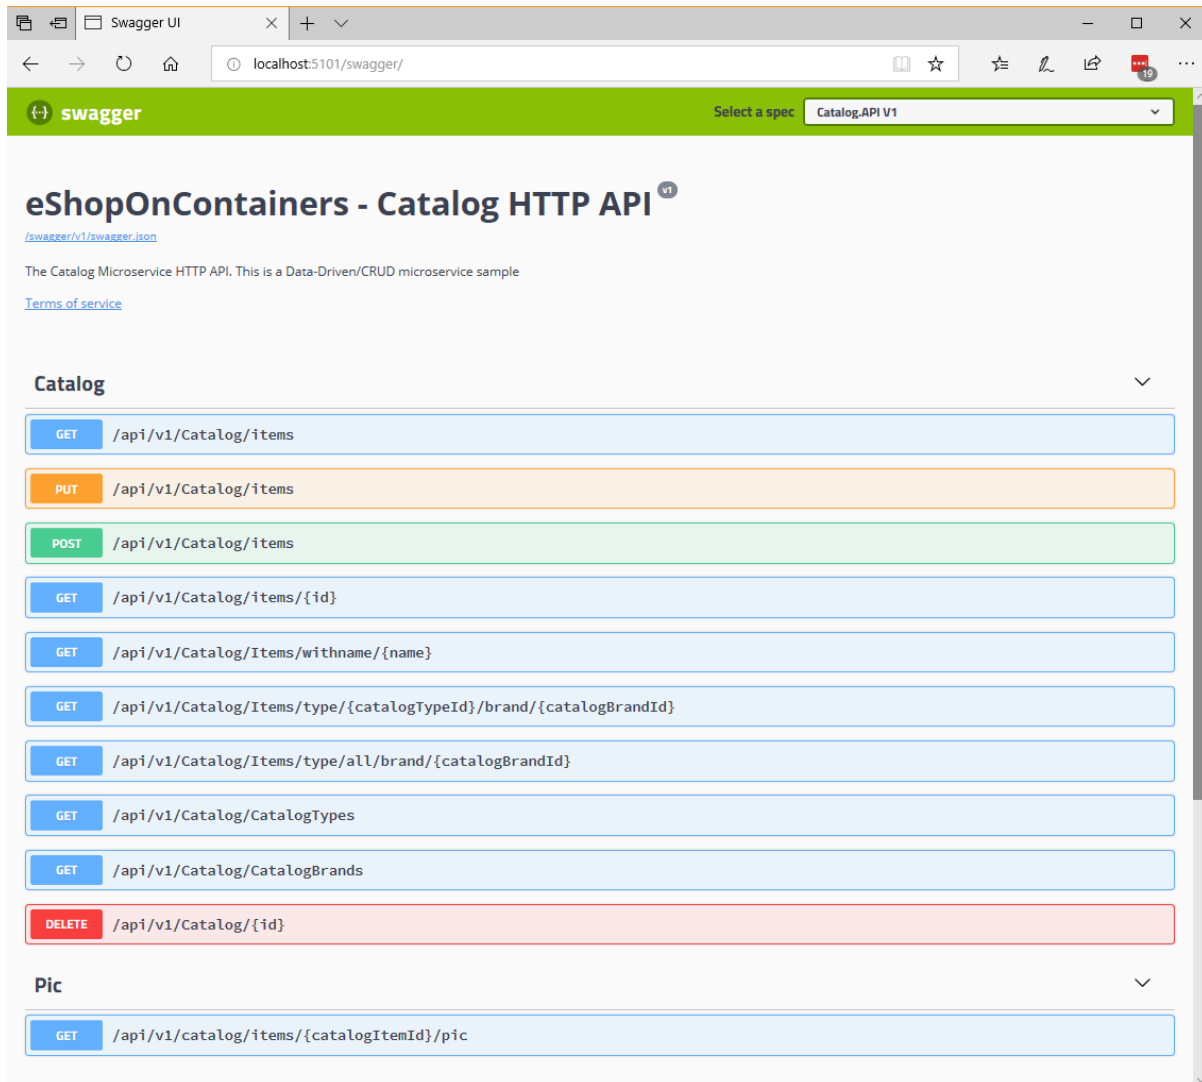 Swagger UI
localhost:5101/swagger/
19
swagger
Select a spec
Catalog.API V1
eShopOnContainers - Catalog HTTP API v1
/swagger/v1/swagger.json
The Catalog Microservice HTTP API. This is a Data-Driven/CRUD microservice sample
Terms of service
Catalog
GET /api/v1/Catalog/items
PUT /api/v1/Catalog/items
POST /api/v1/Catalog/items
GET /api/v1/Catalog/items/{id}
GET /api/v1/Catalog/Items/withname/{name}
GET /api/v1/Catalog/Items/type/{catalogTypeId}/brand/{catalogBrandId}
GET /api/v1/Catalog/Items/type/all/brand/{catalogBrandId}
GET /api/v1/Catalog/CatalogTypes
GET /api/v1/Catalog/CatalogBrands
DELETE /api/v1/Catalog/{id}
Pic
GET /api/v1/catalog/items/{catalogItemId}/pic